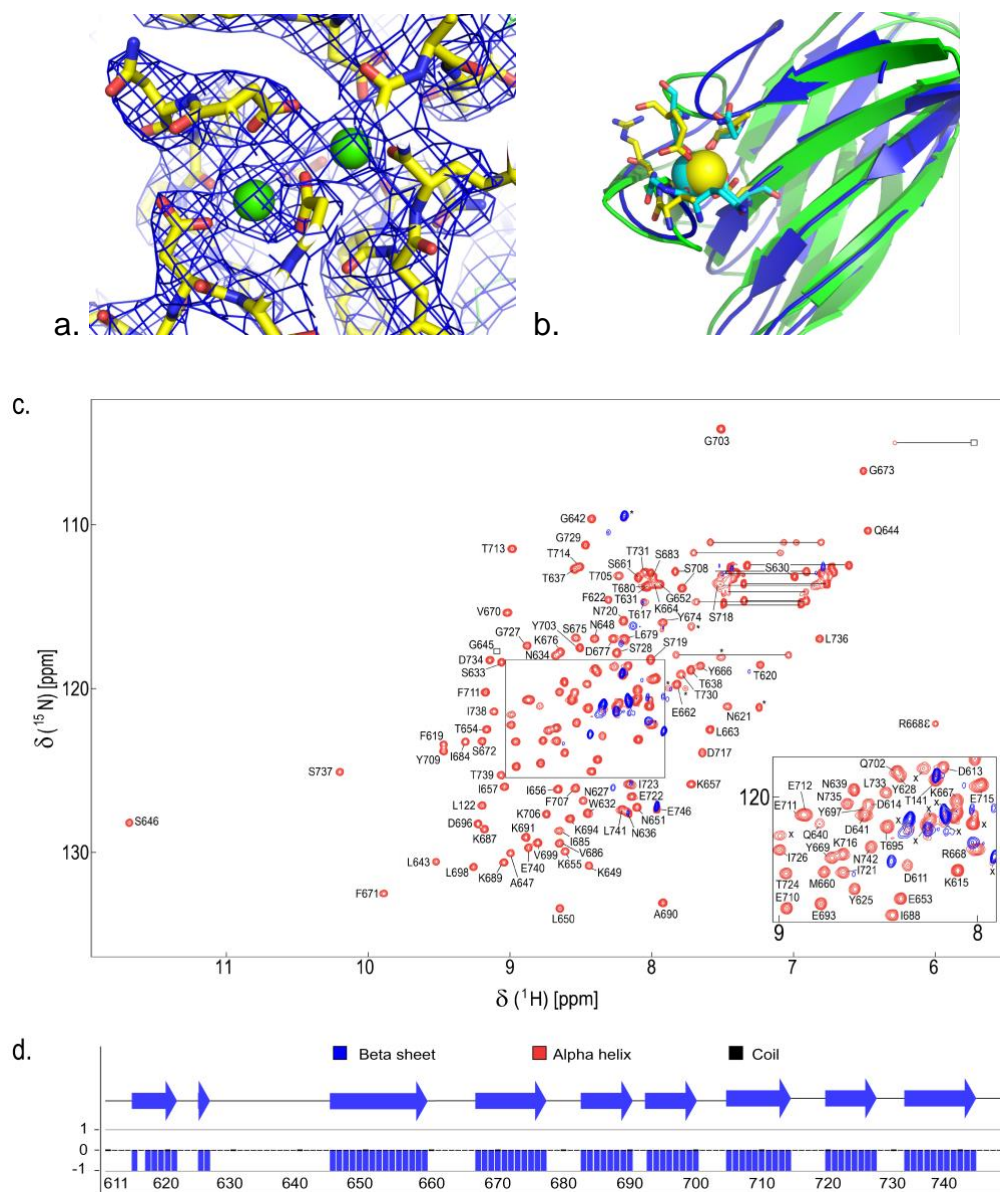 a.
b.
c.
G703
G673
110
G642
Q644
T713
G729
T714
T637
T731
S683
S661
T705
T680
T631
S708
S630
G652
K664
F622
V670
N720
T617
Y674
S718
Y703
S675
N648
L679
S719
L736
G727
K676
D677
S728
G645
N634
D734
S633
120
Y666
T638
T730
T620
F711
E662
I738
N621
T654
L663
R668ε
F619
Y709
I684
S672
D717
S737
T739
I657
I656
F707
N627
I723
E722
K657
L122
W632
E746
S646
D696
K706
N651
K687
K694
L741
N636
K691
I685
130
V699
V686
L643
L698
E740
K655
K689
A647
K649
F671
L650
A690
Q702
x
D613
E712
N639
L733
Y628
K667
E715
120
E711
N735
D614
T141
x
Y697
Q640
D641
x
x
Y669
K716
T695
x
I726
N742
R668
I721
D611
x
T724
M660
K615
Y625
E653
E710
E693
I688
9
8
11
10
9
8
7
6
δ (¹H) [ppm]
δ (¹⁵N) [ppm]
d.
Beta sheet
Alpha helix
Coil
1
0
-1
611
620
630
640
650
660
670
680
690
700
710
720
730
740